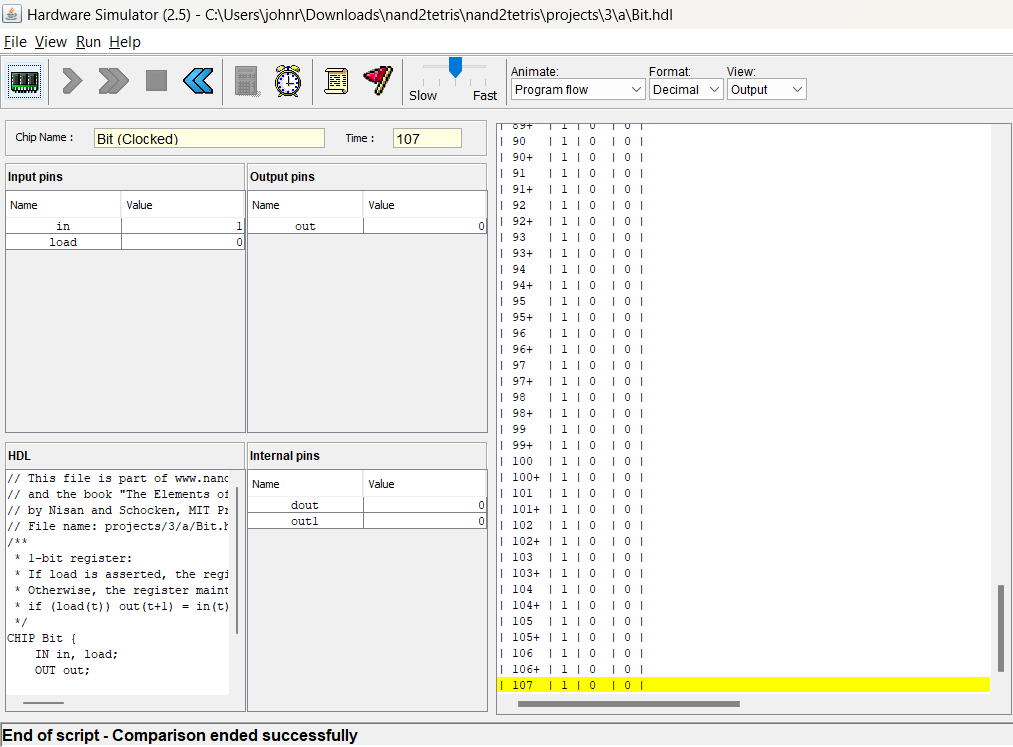 Hardware Simulator (2.5) - C:\Users\johnr\Downloads\nand2tetris\nand2tetris\projects\3\a\Bit.hdl
File View Run Help
Slow Fast
Animate: Format: View:
Program flow Decimal Output
Chip Name : Bit (Clocked) Time : 107
Input pins
Name Value
in 1
load 0
Output pins
Name Value
out 0
HDL
// This file is part of www.nanc
// and the book "The Elements of
// by Nisan and Schocken, MIT Pr
// File name: projects/3/a/Bit.h
/**
* 1-bit register:
* If load is asserted, the regi
* Otherwise, the register maint
* if (load(t)) out(t+1) = in(t)
*/
CHIP Bit {
IN in, load;
OUT out;
Internal pins
Name Value
dout 0
out1 0
| 89+ | 1 | 0 | 0 |
| 90 | 1 | 0 | 0 |
| 90+ | 1 | 0 | 0 |
| 91 | 1 | 0 | 0 |
| 91+ | 1 | 0 | 0 |
| 92 | 1 | 0 | 0 |
| 92+ | 1 | 0 | 0 |
| 93 | 1 | 0 | 0 |
| 93+ | 1 | 0 | 0 |
| 94 | 1 | 0 | 0 |
| 94+ | 1 | 0 | 0 |
| 95 | 1 | 0 | 0 |
| 95+ | 1 | 0 | 0 |
| 96 | 1 | 0 | 0 |
| 96+ | 1 | 0 | 0 |
| 97 | 1 | 0 | 0 |
| 97+ | 1 | 0 | 0 |
| 98 | 1 | 0 | 0 |
| 98+ | 1 | 0 | 0 |
| 99 | 1 | 0 | 0 |
| 99+ | 1 | 0 | 0 |
| 100 | 1 | 0 | 0 |
| 100+ | 1 | 0 | 0 |
| 101 | 1 | 0 | 0 |
| 101+ | 1 | 0 | 0 |
| 102 | 1 | 0 | 0 |
| 102+ | 1 | 0 | 0 |
| 103 | 1 | 0 | 0 |
| 103+ | 1 | 0 | 0 |
| 104 | 1 | 0 | 0 |
| 104+ | 1 | 0 | 0 |
| 105 | 1 | 0 | 0 |
| 105+ | 1 | 0 | 0 |
| 106 | 1 | 0 | 0 |
| 106+ | 1 | 0 | 0 |
| 107 | 1 | 0 | 0 |
End of script - Comparison ended successfully